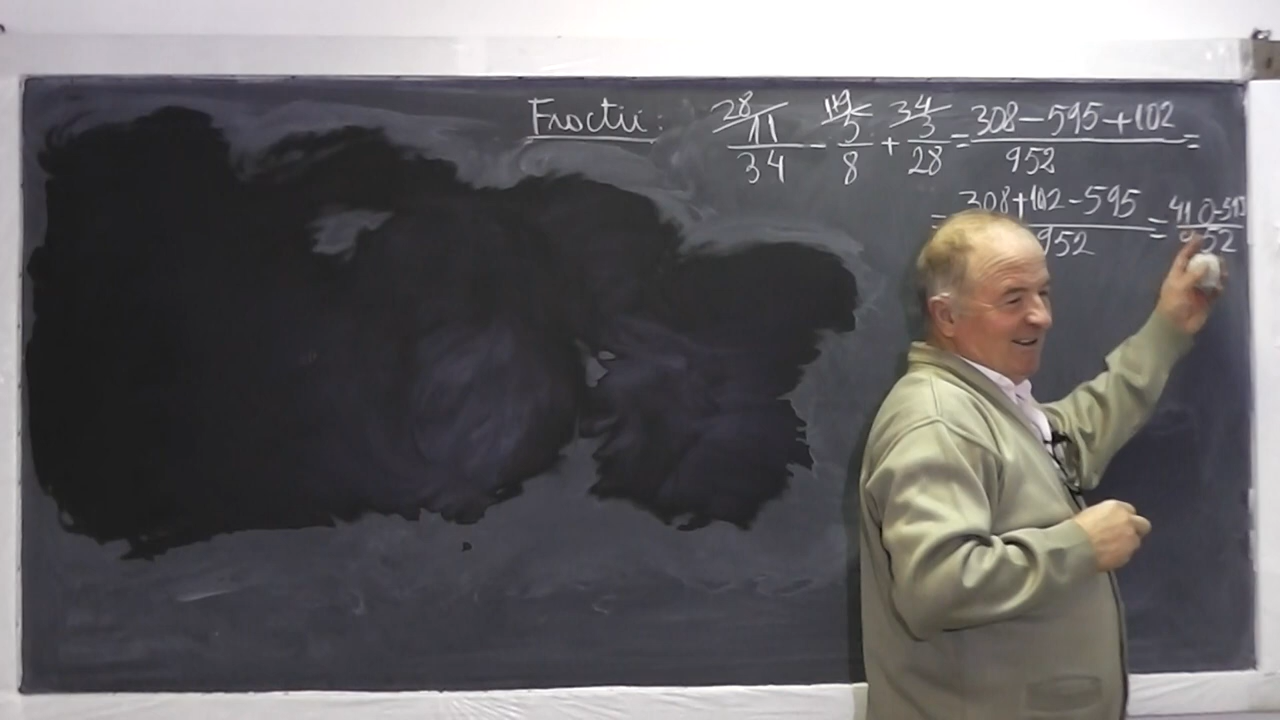 Fractii: 28 11/34 - 119 5/8 + 34 3/28 = 308-595+102/952 =
= 308+102-595/952 = 410-595/952